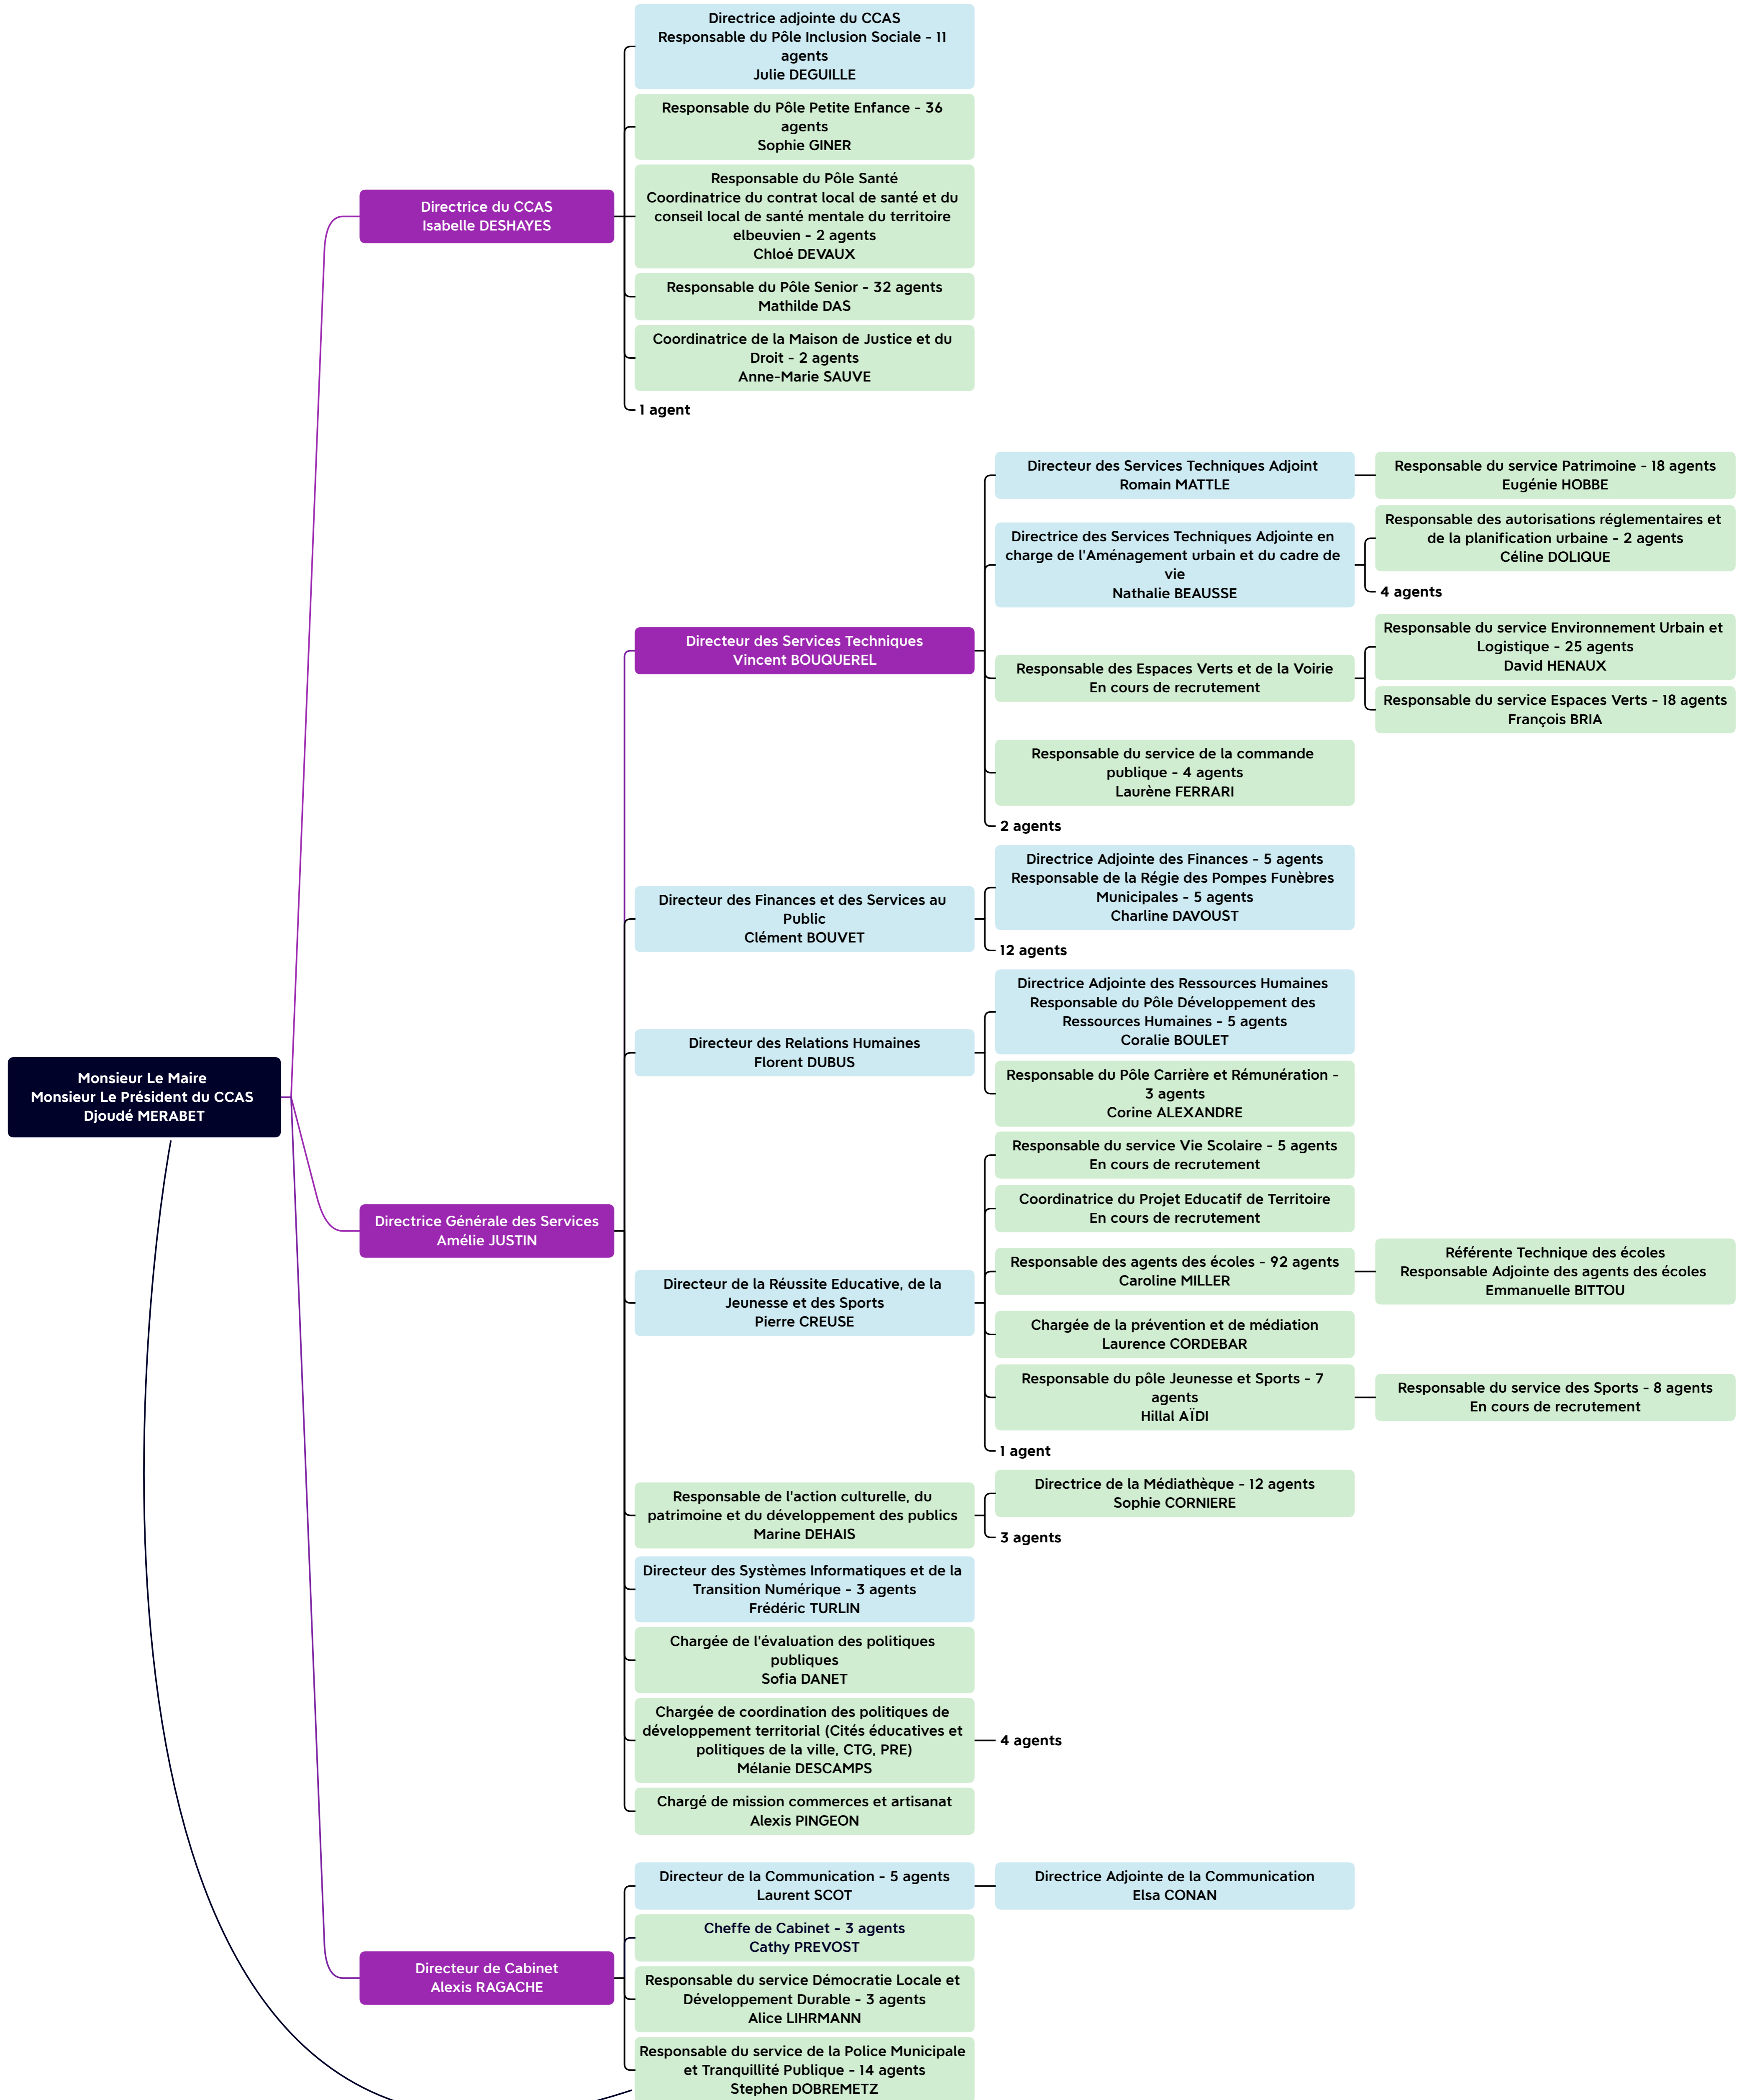 Monsieur Le Maire
Monsieur Le Président du CCAS
Djoudé MERABET
Directrice du CCAS
Isabelle DESHAYES
Directrice adjointe du CCAS
Responsable du Pôle Inclusion Sociale - 11
agents
Julie DEGUILLE
Responsable du Pôle Petite Enfance - 36
agents
Sophie GINER
Responsable du Pôle Santé
Coordinatrice du contrat local de santé et du
conseil local de santé mentale du territoire
elbeuvien - 2 agents
Chloé DEVAUX
Responsable du Pôle Senior - 32 agents
Mathilde DAS
Coordinatrice de la Maison de Justice et du
Droit - 2 agents
Anne-Marie SAUVE
1 agent
Directrice Générale des Services
Amélie JUSTIN
Directeur des Services Techniques
Vincent BOUQUEREL
Directeur des Services Techniques Adjoint
Romain MATTLE
Responsable du service Patrimoine - 18 agents
Eugénie HOBBE
Directrice des Services Techniques Adjointe en
charge de l'Aménagement urbain et du cadre de
vie
Nathalie BEAUSSE
Responsable des autorisations réglementaires et
de la planification urbaine - 2 agents
Céline DOLIQUE
4 agents
Responsable des Espaces Verts et de la Voirie
En cours de recrutement
Responsable du service Environnement Urbain et
Logistique - 25 agents
David HENAUX
Responsable du service Espaces Verts - 18 agents
François BRIA
Responsable du service de la commande
publique - 4 agents
Laurène FERRARI
2 agents
Directeur des Finances et des Services au
Public
Clément BOUVET
Directrice Adjointe des Finances - 5 agents
Responsable de la Régie des Pompes Funèbres
Municipales - 5 agents
Charline DAVOUST
12 agents
Directeur des Relations Humaines
Florent DUBUS
Directrice Adjointe des Ressources Humaines
Responsable du Pôle Développement des
Ressources Humaines - 5 agents
Coralie BOULET
Responsable du Pôle Carrière et Rémunération -
3 agents
Corine ALEXANDRE
Directeur de la Réussite Educative, de la
Jeunesse et des Sports
Pierre CREUSE
Responsable du service Vie Scolaire - 5 agents
En cours de recrutement
Coordinatrice du Projet Educatif de Territoire
En cours de recrutement
Responsable des agents des écoles - 92 agents
Caroline MILLER
Référente Technique des écoles
Responsable Adjointe des agents des écoles
Emmanuelle BITTOU
Chargée de la prévention et de médiation
Laurence CORDEBAR
Responsable du pôle Jeunesse et Sports - 7
agents
Hillal AÏDI
Responsable du service des Sports - 8 agents
En cours de recrutement
1 agent
Responsable de l'action culturelle, du
patrimoine et du développement des publics
Marine DEHAIS
Directrice de la Médiathèque - 12 agents
Sophie CORNIERE
3 agents
Directeur des Systèmes Informatiques et de la
Transition Numérique - 3 agents
Frédéric TURLIN
Chargée de l'évaluation des politiques
publiques
Sofia DANET
Chargée de coordination des politiques de
développement territorial (Cités éducatives et
politiques de la ville, CTG, PRE)
Mélanie DESCAMPS
4 agents
Chargé de mission commerces et artisanat
Alexis PINGEON
Directeur de Cabinet
Alexis RAGACHE
Directeur de la Communication - 5 agents
Laurent SCOT
Directrice Adjointe de la Communication
Elsa CONAN
Cheffe de Cabinet - 3 agents
Cathy PREVOST
Responsable du service Démocratie Locale et
Développement Durable - 3 agents
Alice LIHRMANN
Responsable du service de la Police Municipale
et Tranquillité Publique - 14 agents
Stephen DOBREMETZ